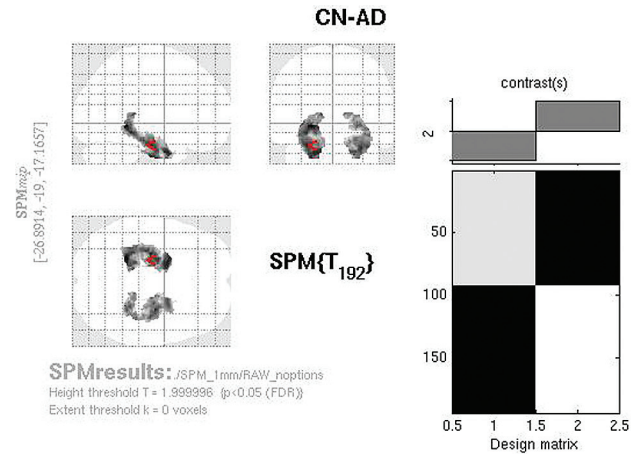 CN-AD
SPMmip
[-26.8914, -19, -17.1657]
<
<
<
SPM{T192}
SPMresults: ./SPM_1mm/RAW_noptions
Height threshold T = 1.999996 {p<0.05 (FDR)}
Extent threshold k = 0 voxels
contrast(s)
2
50
100
150
0.5 1 1.5 2 2.5
Design matrix